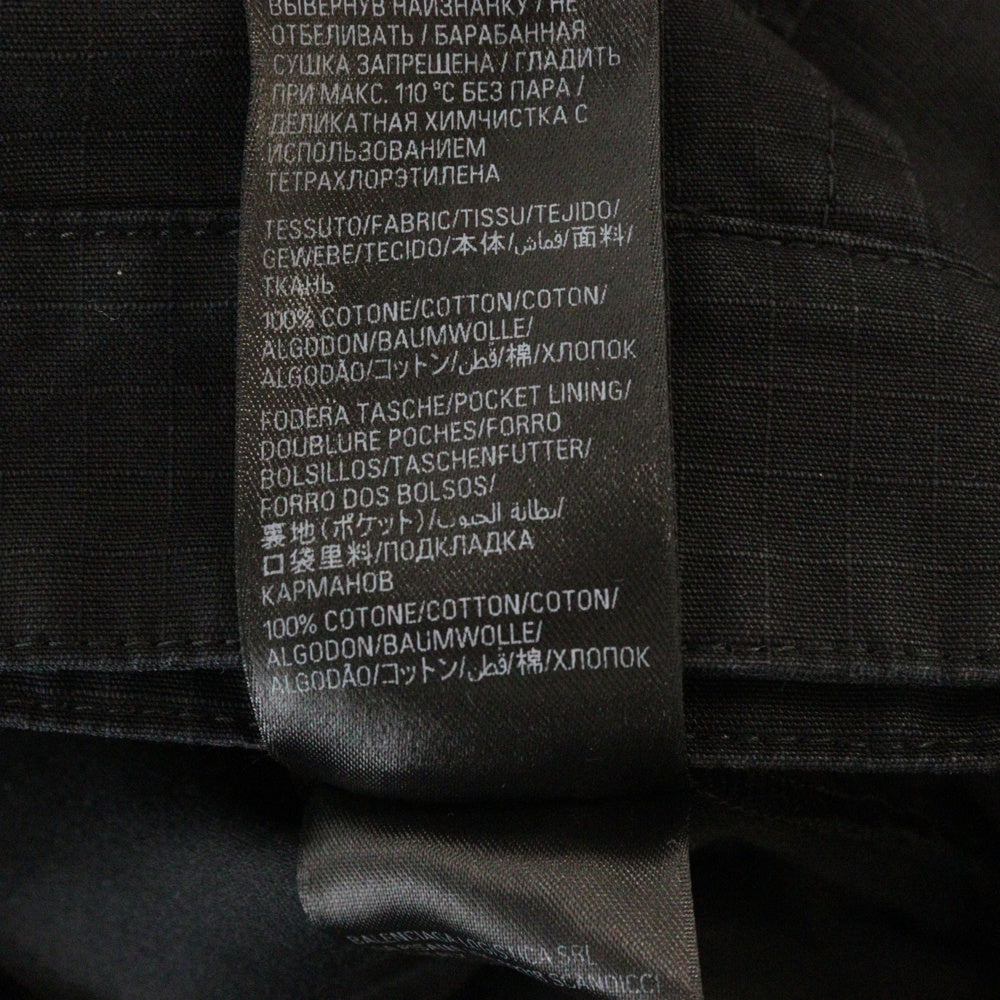 ВЫВЕРНУВ НАИЗНАНКУ / НЕ
ОТБЕЛИВАТЬ / БАРАБАННАЯ
СУШКА ЗАПРЕЩЕНА / ГЛАДИТЬ
ПРИ МАКС. 110 °C БЕЗ ПАРА /
ДЕЛИКАТНАЯ ХИМЧИСТКА С
ИСПОЛЬЗОВАНИЕМ
ТЕТРАХЛОРЭТИЛЕНА
TESSUTO/FABRIC/TISSU/TEJIDO/
GEWEBE/TECIDO/本体/قماش/面料/
ТКАНЬ
100% COTONE/COTTON/COTON/
ALGODON/BAUMWOLLE/
ALGODÃO/コットン/قطن/棉/ХЛОПОК
FODERA TASCHE/POCKET LINING/
DOUBLURE POCHES/FORRO
BOLSILLOS/TASCHENFUTTER/
FORRO DOS BOLSOS/
裏地(ポケット)/بطانة الجيوب/
口袋里料/ПОДКЛАДКА
КАРМАНОВ
100% COTONE/COTTON/COTON/
ALGODON/BAUMWOLLE/
ALGODÃO/コットン/قطن/棉/ХЛОПОК
BALENCIAGA LOGISTICA SRL
SCANDICCI